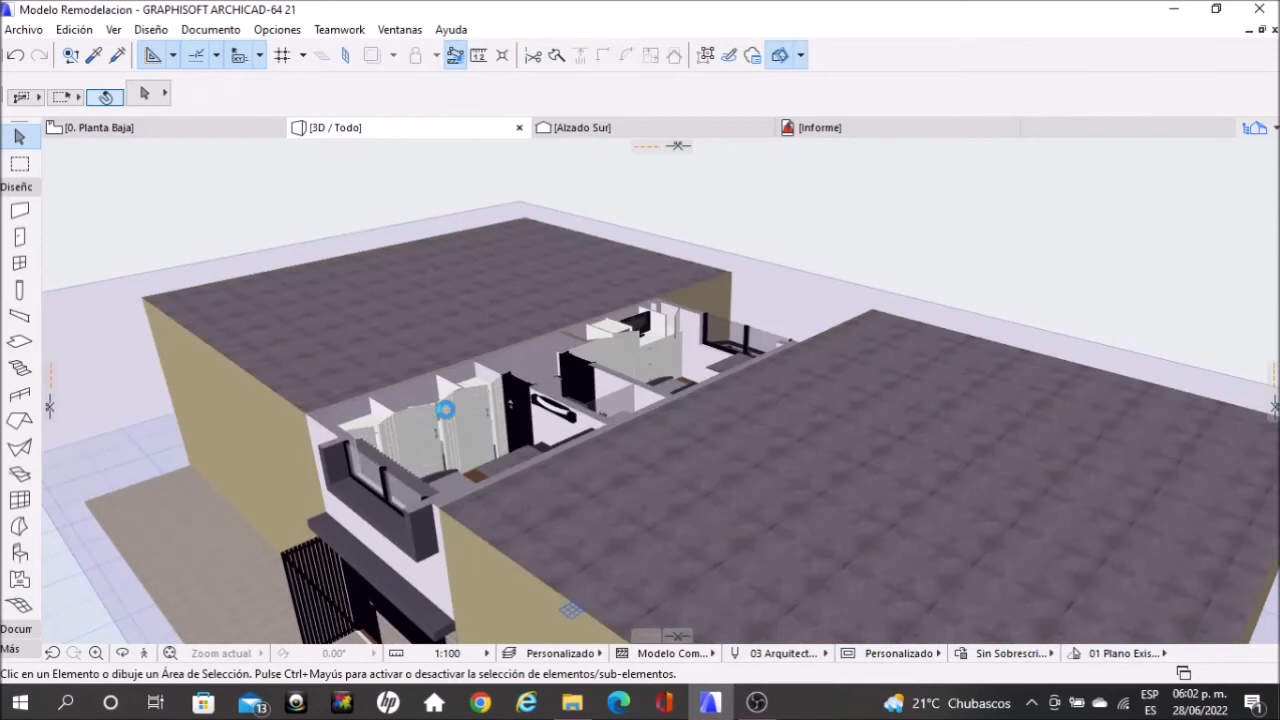 Modelo Remodelacion - GRAPHISOFT ARCHICAD-64 21
Archivo Edición Ver Diseño Documento Opciones Teamwork Ventanas Ayuda
[0. Planta Baja] [3D / Todo] [Alzado Sur] [Informe]
Diseñc
Docum
Más
Zoom actual 0.00° 1:100 Personalizado Modelo Com... 03 Arquitect... Personalizado Sin Sobrescri... 01 Plano Exis...
Clic en un Elemento o dibuje un Área de Selección. Pulse Ctrl+Mayús para activar o desactivar la selección de elementos/sub-elementos.
13 21°C Chubascos ESP 06:02 p. m.
ES 28/06/2022 1